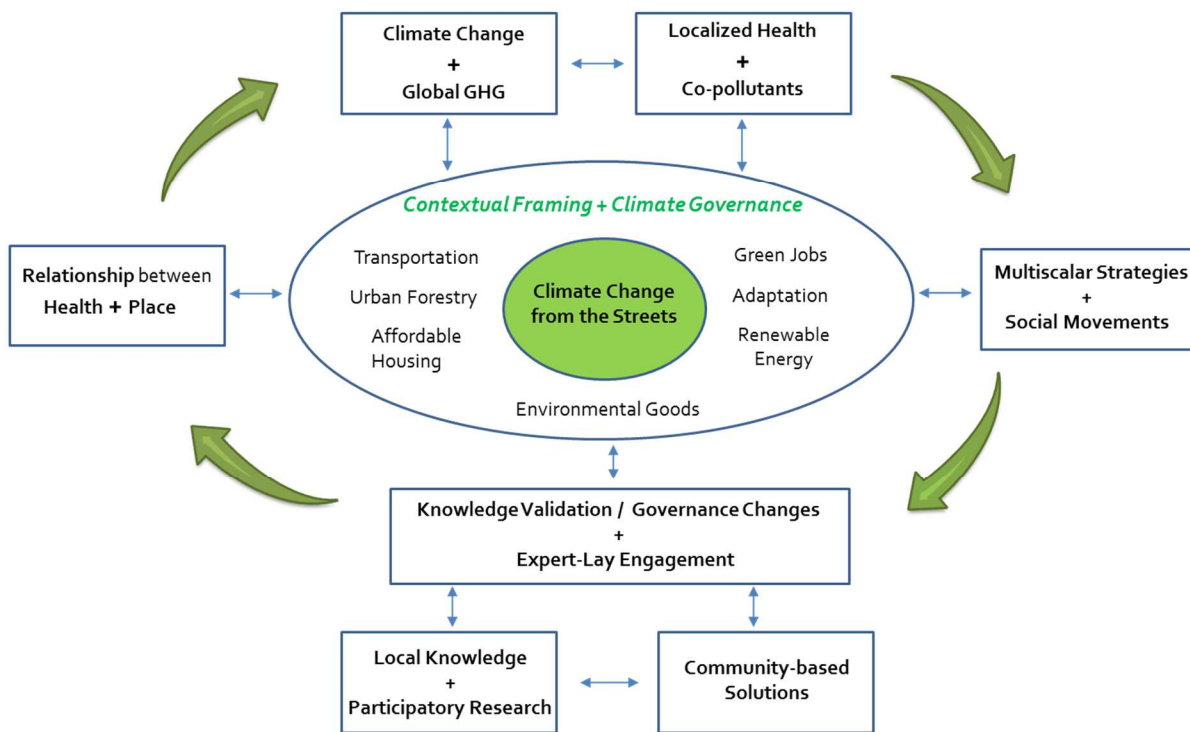 Climate Change
+
Global GHG
Localized Health
+
Co-pollutants
Contextual Framing + Climate Governance
Transportation
Urban Forestry
Affordable
Housing
Climate Change
from the Streets
Green Jobs
Adaptation
Renewable
Energy
Environmental Goods
Relationship between
Health + Place
Multiscalar Strategies
+
Social Movements
Knowledge Validation / Governance Changes
+
Expert-Lay Engagement
Local Knowledge
+
Participatory Research
Community-based
Solutions